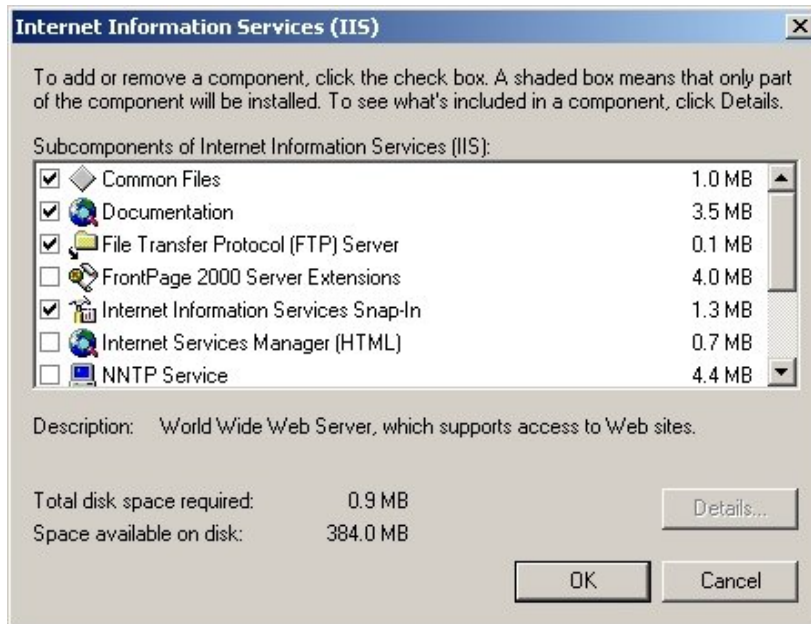 Internet Information Services (IIS)
To add or remove a component, click the check box. A shaded box means that only part
of the component will be installed. To see what's included in a component, click Details.
Subcomponents of Internet Information Services (IIS):
Common Files 1.0 MB
Documentation 3.5 MB
File Transfer Protocol (FTP) Server 0.1 MB
FrontPage 2000 Server Extensions 4.0 MB
Internet Information Services Snap-In 1.3 MB
Internet Services Manager (HTML) 0.7 MB
NNTP Service 4.4 MB
Description: World Wide Web Server, which supports access to Web sites.
Total disk space required: 0.9 MB
Details...
Space available on disk: 384.0 MB
OK Cancel